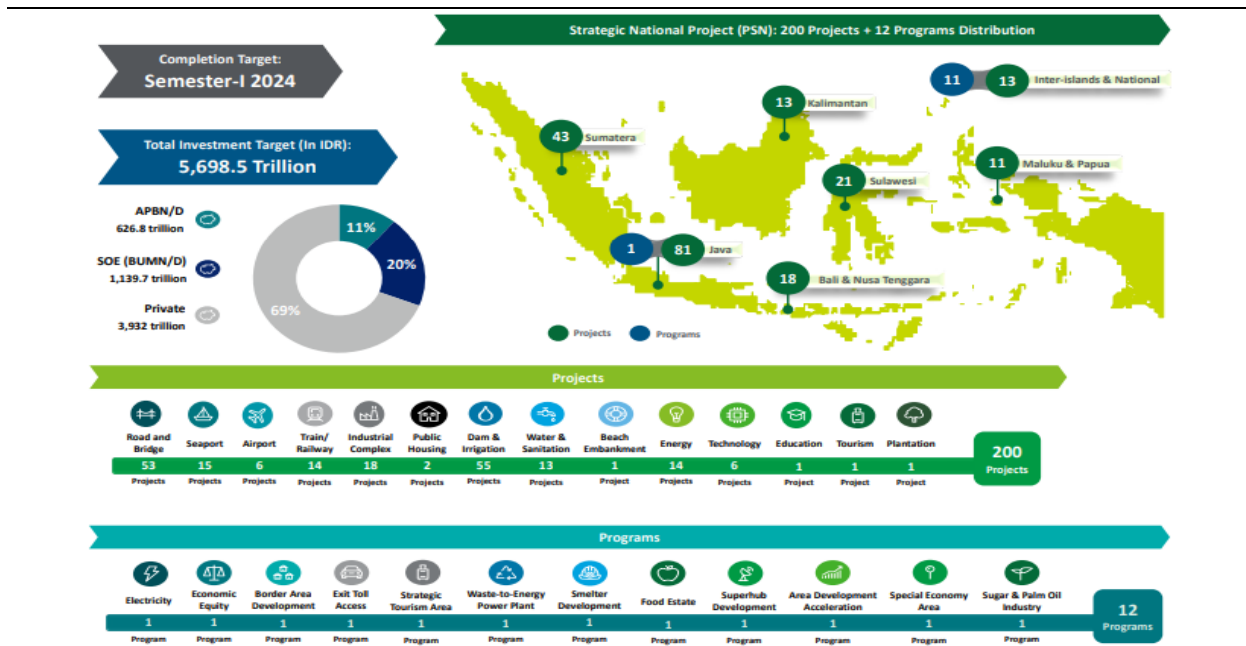 Strategic National Project (PSN): 200 Projects + 12 Programs Distribution
Completion Target:
Semester-I 2024
Total Investment Target (In IDR):
5,698.5 Trillion
APBN/D
626.8 trillion
SOE (BUMN/D)
1,139.7 trillion
Private
3,932 trillion
11%
20%
69%
11
13
Inter-islands & National
13
Kalimantan
43
Sumatera
11
Maluku & Papua
21
Sulawesi
1
81
Java
18
Bali & Nusa Tenggara
Projects
Programs
Projects
Road and
Bridge
53
Projects
Seaport
15
Projects
Airport
6
Projects
Train/
Railway
14
Projects
Industrial
Complex
18
Projects
Public
Housing
2
Projects
Dam &
Irrigation
55
Projects
Water &
Sanitation
13
Projects
Beach
Embankment
1
Project
Energy
14
Projects
Technology
6
Projects
Education
1
Project
Tourism
1
Project
Plantation
1
Project
200
Projects
Programs
Electricity
1
Program
Economic
Equity
1
Program
Border Area
Development
1
Program
Exit Toll
Access
1
Program
Strategic
Tourism Area
1
Program
Waste-to-Energy
Power Plant
1
Program
Smelter
Development
1
Program
Food Estate
1
Program
Superhub
Development
1
Program
Area Development
Acceleration
1
Program
Special Economy
Area
1
Program
Sugar & Palm Oil
Industry
1
Program
12
Programs